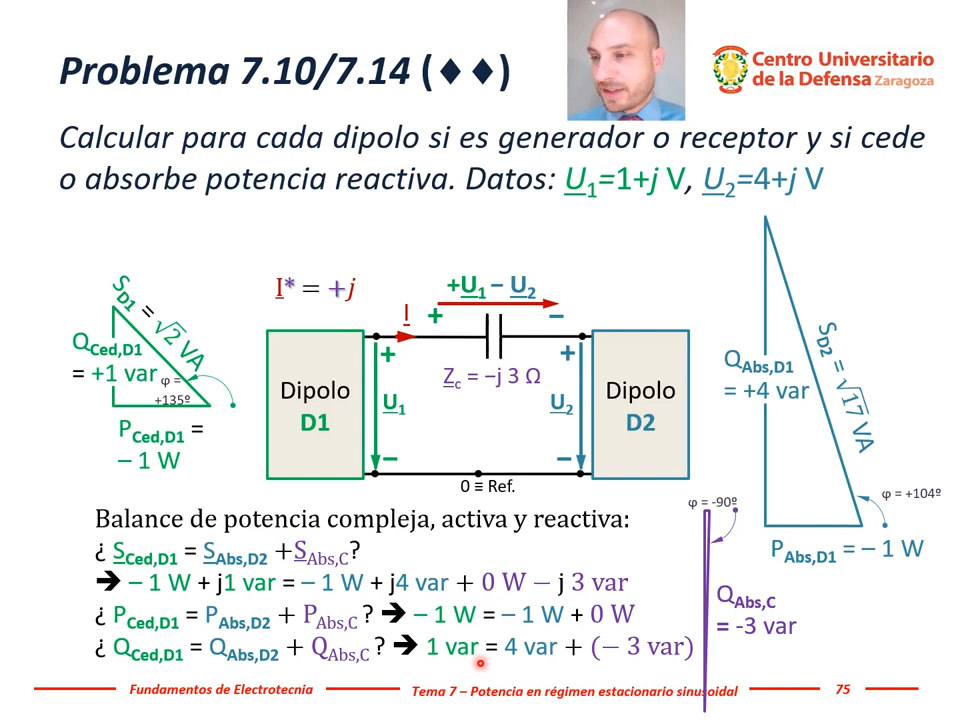 Problema 7.10/7.14 (♦♦)
Centro Universitario
de la Defensa Zaragoza
Calcular para cada dipolo si es generador o receptor y si cede
o absorbe potencia reactiva. Datos: U₁=1+j V, U₂=4+j V
S_D1 = √2 VA
Q_Ced,D1
= +1 var
φ =
+135º
P_Ced,D1 =
– 1 W
I* = +j
I
+U₁ – U₂
+ –
Z_c = –j 3 Ω
Dipolo
D1
+
U₁
–
+
U₂
–
Dipolo
D2
0 ≡ Ref.
S_D2 = √17 VA
Q_Abs,D1
= +4 var
φ = +104º
P_Abs,D1 = – 1 W
φ = -90º
Q_Abs,C
= -3 var
Balance de potencia compleja, activa y reactiva:
¿ S_Ced,D1 = S_Abs,D2 + S_Abs,C?
➔ – 1 W + j1 var = – 1 W + j4 var + 0 W – j 3 var
¿ P_Ced,D1 = P_Abs,D2 + P_Abs,C ? ➔ – 1 W = – 1 W + 0 W
¿ Q_Ced,D1 = Q_Abs,D2 + Q_Abs,C ? ➔ 1 var = 4 var + (– 3 var)
Fundamentos de Electrotecnia
Tema 7 – Potencia en régimen estacionario sinusoidal
75